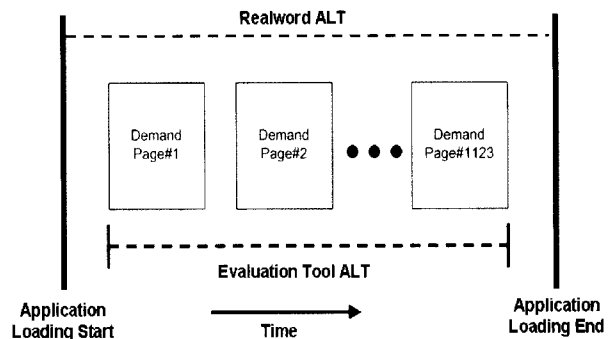 Realword ALT
Demand
Page#1
Demand
Page#2
Demand
Page#1123
Evaluation Tool ALT
Application
Loading Start
Time
Application
Loading End